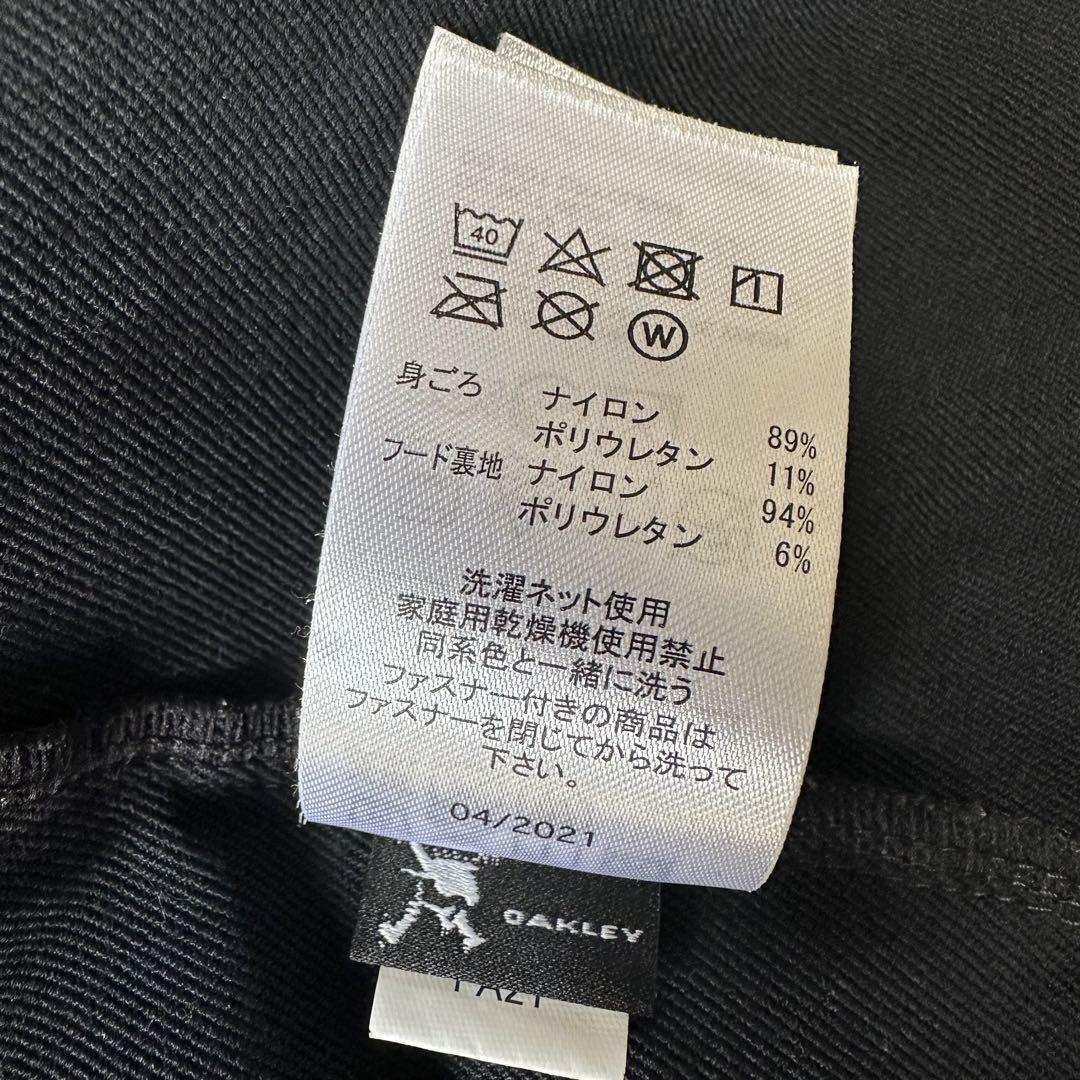 40
W
身ごろ ナイロン 89%
ポリウレタン 11%
フード裏地 ナイロン 94%
ポリウレタン 6%
洗濯ネット使用
家庭用乾燥機使用禁止
同系色と一緒に洗う
ファスナー付きの商品は
ファスナーを閉じてから洗って
下さい。
04/2021
OAKLEY